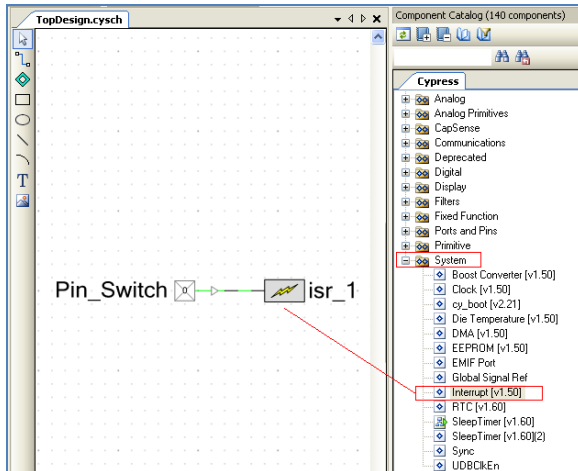 TopDesign.cysch
Component Catalog (140 components)
Cypress
Analog
Analog Primitives
CapSense
Communications
Deprecated
Digital
Display
Filters
Fixed Function
Ports and Pins
Primitive
System
Boost Converter [v1.50]
Clock [v1.50]
cy_boot [v2.21]
Die Temperature [v1.50]
DMA [v1.50]
EEPROM [v1.50]
EMIF Port
Global Signal Ref
Interrupt [v1.50]
RTC [v1.60]
SleepTimer [v1.60]
SleepTimer [v1.60](2)
Sync
UDBClkEn
T
Pin_Switch
0
isr_1